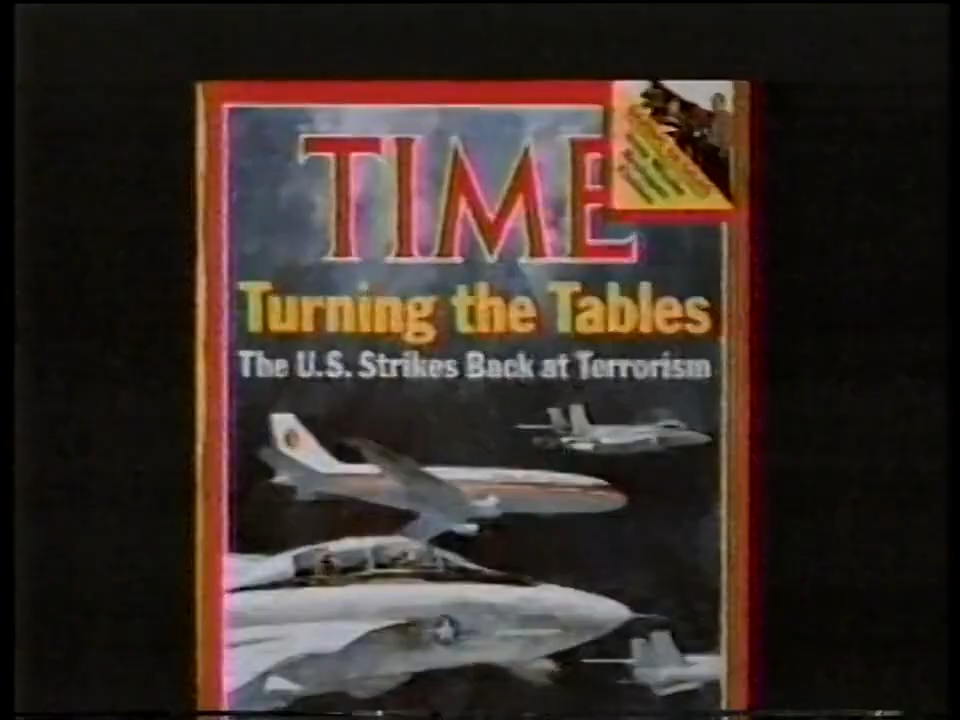 TIME
Turning the Tables
The U.S. Strikes Back at Terrorism